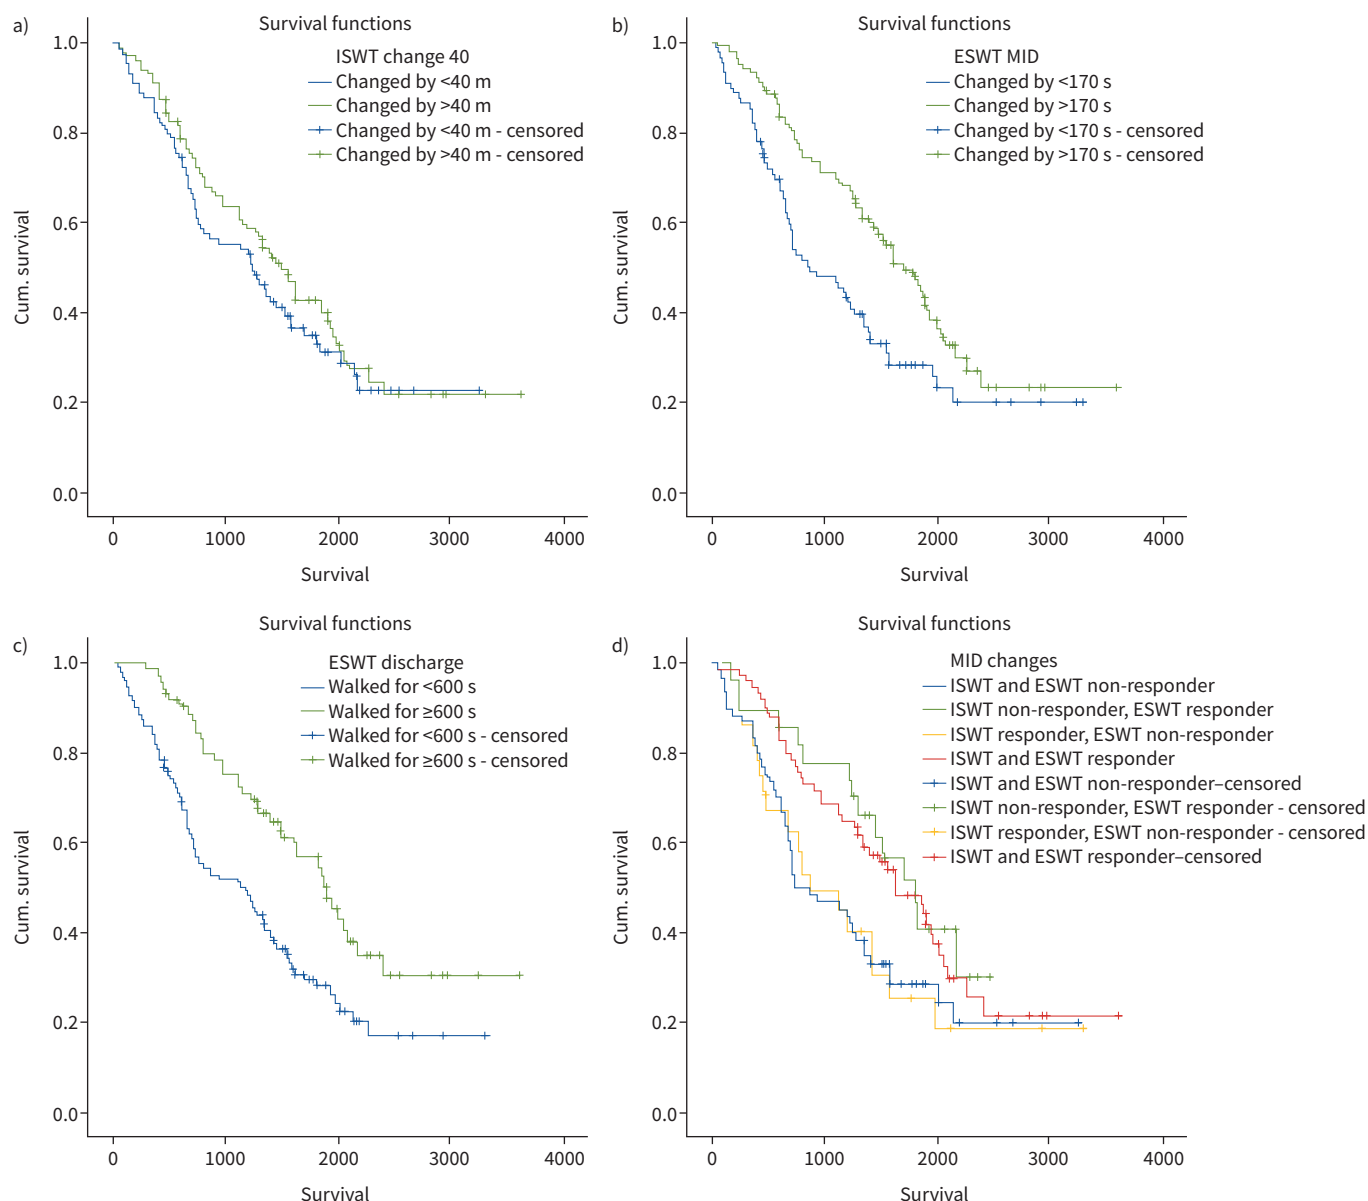 a)
Survival functions
1.0
0.8
0.6
0.4
0.2
0.0
Cum. survival
ISWT change 40
Changed by <40 m
Changed by >40 m
Changed by <40 m - censored
Changed by >40 m - censored
0 1000 2000 3000 4000
Survival
b)
Survival functions
1.0
0.8
0.6
0.4
0.2
0.0
Cum. survival
ESWT MID
Changed by <170 s
Changed by >170 s
Changed by <170 s - censored
Changed by >170 s - censored
0 1000 2000 3000 4000
Survival
c)
Survival functions
1.0
0.8
0.6
0.4
0.2
0.0
Cum. survival
ESWT discharge
Walked for <600 s
Walked for ≥600 s
Walked for <600 s - censored
Walked for ≥600 s - censored
0 1000 2000 3000 4000
Survival
d)
Survival functions
1.0
0.8
0.6
0.4
0.2
0.0
Cum. survival
MID changes
ISWT and ESWT non-responder
ISWT non-responder, ESWT responder
ISWT responder, ESWT non-responder
ISWT and ESWT responder
ISWT and ESWT non-responder–censored
ISWT non-responder, ESWT responder - censored
ISWT responder, ESWT non-responder - censored
ISWT and ESWT responder–censored
0 1000 2000 3000 4000
Survival